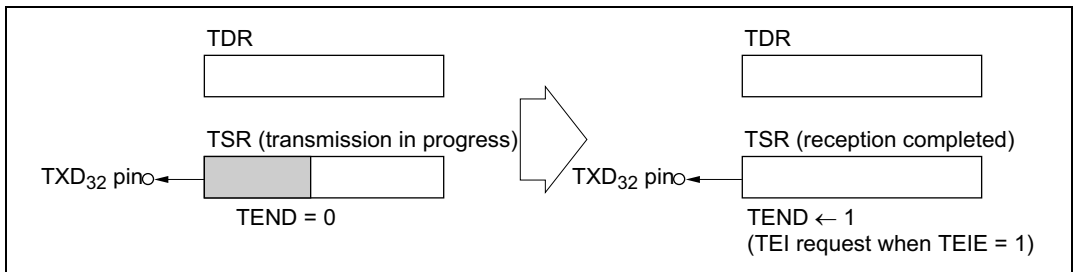 TDR
TSR (transmission in progress)
TXD32 pin
TEND = 0
TDR
TSR (reception completed)
TXD32 pin
TEND ← 1
(TEI request when TEIE = 1)